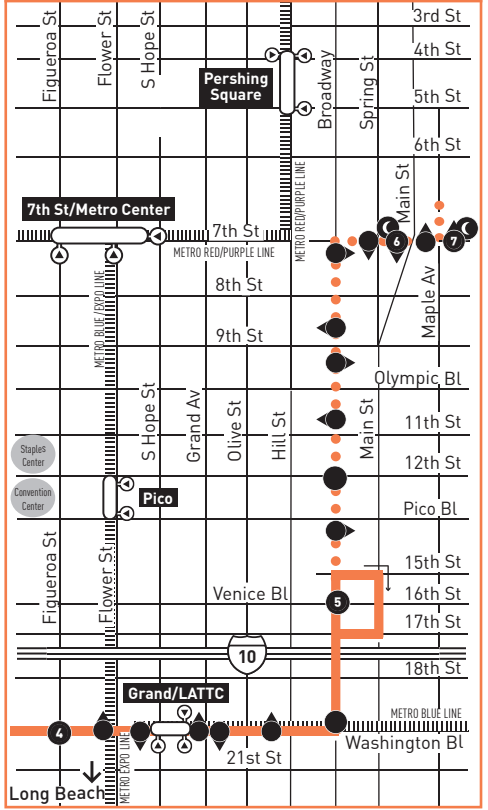 3rd St
4th St
5th St
6th St
Figueroa St
Flower St
S Hope St
Broadway
Spring St
Main St
Pershing
Square
7th St/Metro Center
7th St
METRO RED/PURPLE LINE
METRO RED/PURPLE LINE
6
7
8th St
9th St
Maple Av
METRO BLUE/EXPO LINE
Olympic Bl
S Hope St
Grand Av
Olive St
Hill St
Main St
11th St
12th St
Staples
Center
Convention
Center
Pico
Pico Bl
15th St
Figueroa St
Flower St
Venice Bl
5
16th St
17th St
10
18th St
Grand/LATTC
METRO BLUE LINE
4
Washington Bl
21st St
METRO EXPO LINE
Long Beach